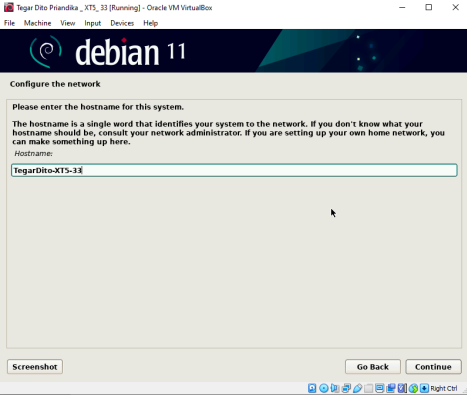 Tegar Dito Priandika _ XT5_ 33 [Running] - Oracle VM VirtualBox
File Machine View Input Devices Help
debian 11
Configure the network
Please enter the hostname for this system.
The hostname is a single word that identifies your system to the network. If you don't know what your
hostname should be, consult your network administrator. If you are setting up your own home network, you
can make something up here.
Hostname:
TegarDito-XT5-33
Screenshot
Go Back
Continue
Right Ctrl